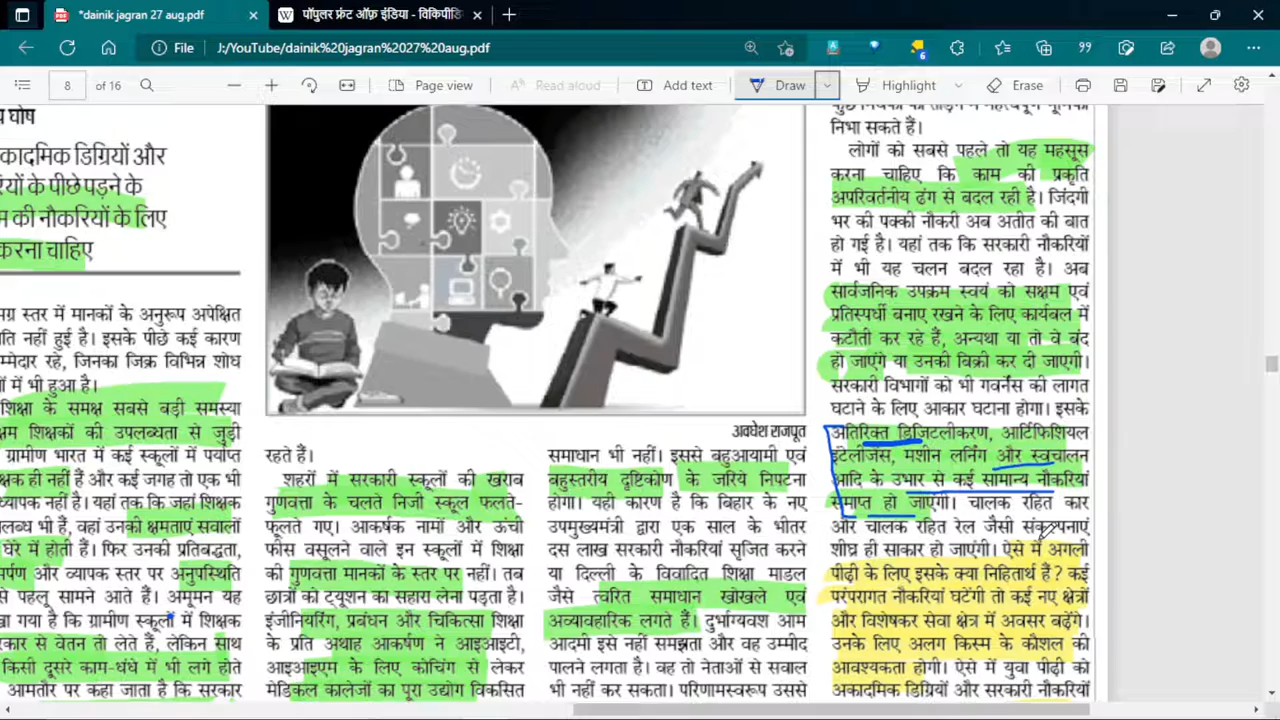 *dainik jagran 27 aug.pdf
पॉपुलर फ्रंट ऑफ़ इंडिया - विकिपीडि
File
J:/YouTube/dainik%20jagran%2027%20aug.pdf
6
8
of 16
Page view
Read aloud
Add text
Draw
Highlight
Erase
घोष
कादमिक डिग्रियों और
के पीछे पड़ने के
की नौकरियों के लिए
करना चाहिए
स्तर में मानकों के अनुरूप अपेक्षित
नहीं हुई है। इसके पीछे कई कारण
रहे, जिनका जिक्र विभिन्न शोध
में भी हुआ है।
शिक्षा के समक्ष सबसे बड़ी समस्या
शिक्षकों की उपलब्धता से जुड़ी
ग्रामीण भारत में कई स्कूलों में पर्याप्त
ही नहीं हैं और कई जगह तो एक भी
नहीं है। यहां तक कि जहां शिक्षक
भी हैं, वहां उनकी क्षमताएं सवालों
घेरे में होती हैं। फिर उनकी प्रतिबद्धता,
और व्यापक स्तर पर अनुपस्थिति
पहलू सामने आते हैं। अमूमन यह
गया है कि ग्रामीण स्कूलों में शिक्षक
से वेतन तो लेते हैं, लेकिन साथ
किसी दूसरे काम-धंधे में भी लगे होते
आमतौर पर कहा जाता है कि सरकार
अवधेश राजपूत
रहते हैं।
शहरों में सरकारी स्कूलों की खराब
गुणवत्ता के चलते निजी स्कूल फलते-
फूलते गए। आकर्षक नामों और ऊंची
फीस वसूलने वाले इन स्कूलों में शिक्षा
की गुणवत्ता मानकों के स्तर पर नहीं। तब
छात्रों को ट्यूशन का सहारा लेना पड़ता है।
इंजीनियरिंग, प्रबंधन और चिकित्सा शिक्षा
के प्रति अथाह आकर्षण ने आइआइटी,
आइआइएम के लिए कोचिंग से लेकर
मेडिकल कालेजों का पूरा उद्योग विकसित
समाधान भी नहीं। इससे बहुआयामी एवं
बहुस्तरीय दृष्टिकोण के जरिये निपटना
होगा। यही कारण है कि बिहार के नए
उपमुख्यमंत्री द्वारा एक साल के भीतर
दस लाख सरकारी नौकरियां सृजित करने
या दिल्ली के विवादित शिक्षा माडल
जैसे त्वरित समाधान खोखले एवं
अव्यावहारिक लगते हैं। दुर्भाग्यवश आम
आदमी इसे नहीं समझता और वह उम्मीद
पालने लगता है। वह तो नेताओं से सवाल
भी नहीं कर सकता। परिणामस्वरूप उससे
निभा सकते हैं।
लोगों को सबसे पहले तो यह महसूस
करना चाहिए कि काम की प्रकृति
अपरिवर्तनीय ढंग से बदल रही है। जिंदगी
भर की पक्की नौकरी अब अतीत की बात
हो गई है। यहां तक कि सरकारी नौकरियों
में भी यह चलन बदल रहा है। अब
सार्वजनिक उपक्रम स्वयं को सक्षम एवं
प्रतिस्पर्धी बनाए रखने के लिए कार्यबल में
कटौती कर रहे हैं, अन्यथा या तो वे बंद
हो जाएंगे या उनकी बिक्री कर दी जाएगी।
सरकारी विभागों को भी गवर्नेंस की लागत
घटाने के लिए आकार घटाना होगा। इसके
अतिरिक्त डिजिटलीकरण, आर्टिफिशियल
इंटेलीजेंस, मशीन लर्निंग और स्वचालन
आदि के उभार से कई सामान्य नौकरियां
समाप्त हो जाएंगी। चालक रहित कार
और चालक रहित रेल जैसी संकल्पनाएं
शीघ्र ही साकार हो जाएंगी। ऐसे में अगली
पीढ़ी के लिए इसके क्या निहितार्थ हैं? कई
परंपरागत नौकरियां घटेंगी तो कई नए क्षेत्रों
और विशेषकर सेवा क्षेत्र में अवसर बढ़ेंगे।
उनके लिए अलग किस्म के कौशल की
आवश्यकता होगी। ऐसे में युवा पीढ़ी को
अकादमिक डिग्रियों और सरकारी नौकरियों